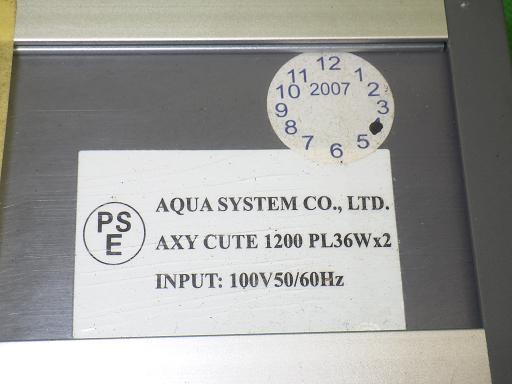 12
11 1
10 2007 2
9 3
8
7 5
6
PS
E
AQUA SYSTEM CO., LTD.
AXY CUTE 1200 PL36Wx2
INPUT: 100V50/60Hz